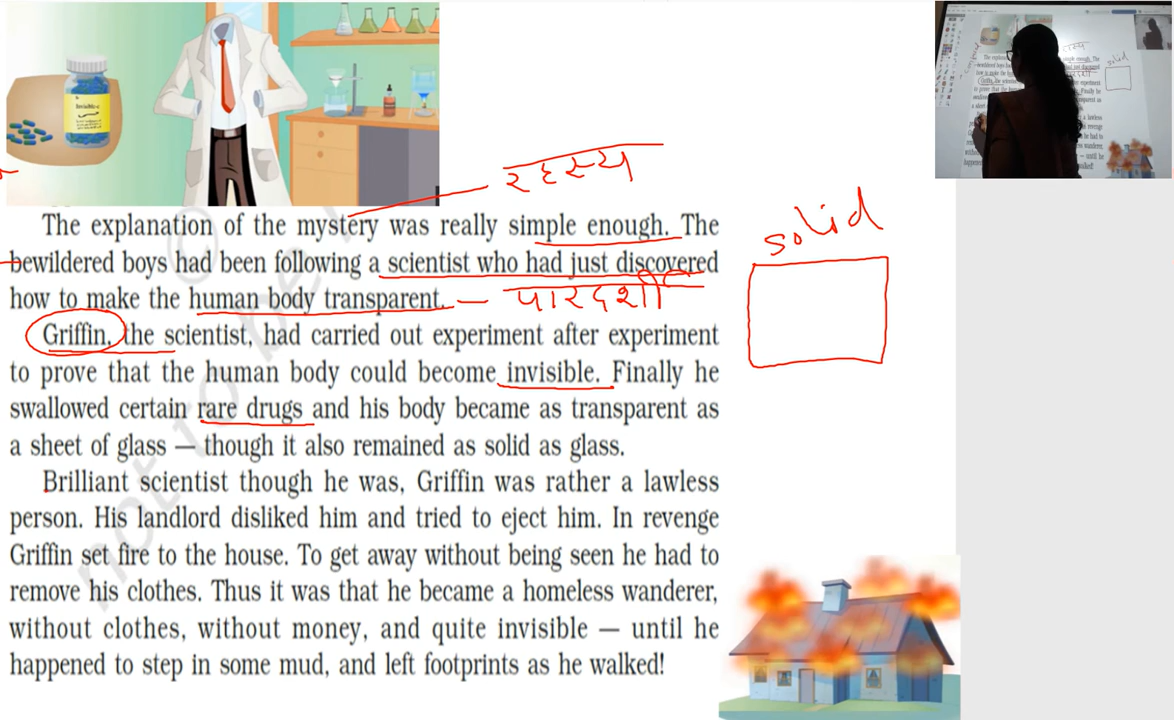 रहस्य
The explanation of the mystery was really simple enough. The
bewildered boys had been following a scientist who had just discovered
how to make the human body transparent. — पारदर्शी
Griffin, the scientist, had carried out experiment after experiment
to prove that the human body could become invisible. Finally he
swallowed certain rare drugs and his body became as transparent as
a sheet of glass — though it also remained as solid as glass.
Brilliant scientist though he was, Griffin was rather a lawless
person. His landlord disliked him and tried to eject him. In revenge
Griffin set fire to the house. To get away without being seen he had to
remove his clothes. Thus it was that he became a homeless wanderer,
without clothes, without money, and quite invisible — until he
happened to step in some mud, and left footprints as he walked!
solid